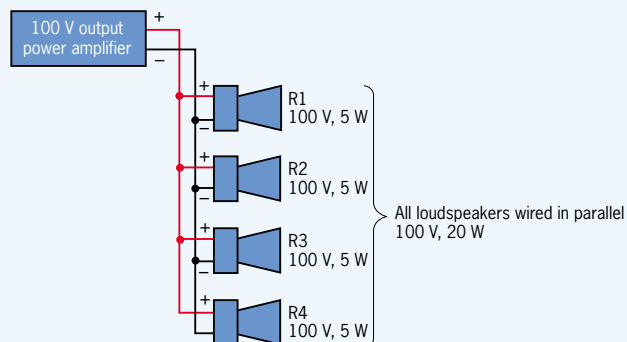 100 V output
power amplifier
+
−
+
−
R1
100 V, 5 W
+
−
R2
100 V, 5 W
+
−
R3
100 V, 5 W
+
R4
100 V, 5 W
All loudspeakers wired in parallel
100 V, 20 W